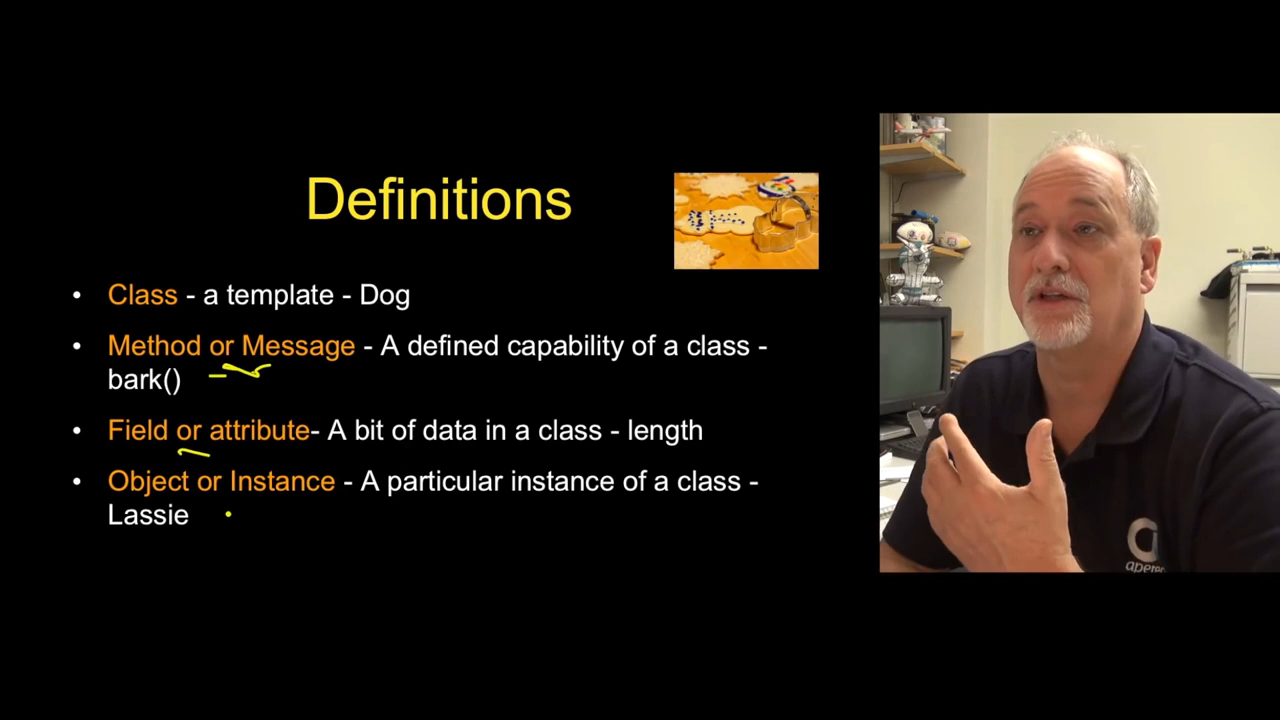 Definitions
• Class - a template - Dog
• Method or Message - A defined capability of a class -
bark()
• Field or attribute- A bit of data in a class - length
• Object or Instance - A particular instance of a class -
Lassie